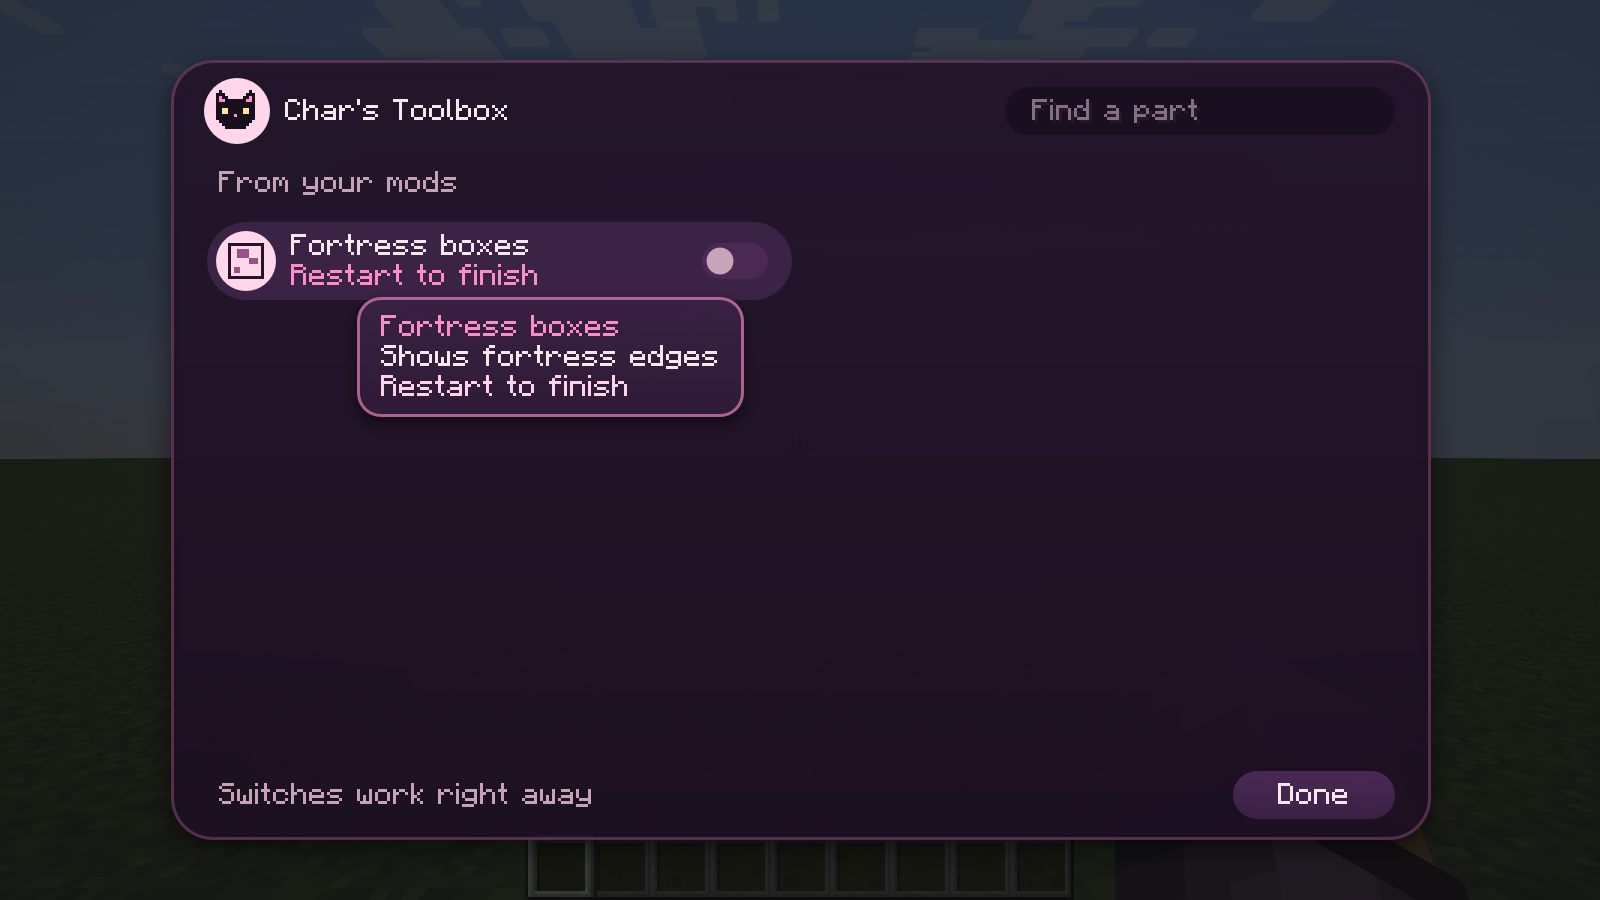 Char's Toolbox
Find a part
From your mods
Fortress boxes
Restart to finish
Fortress boxes
Shows fortress edges
Restart to finish
Switches work right away
Done